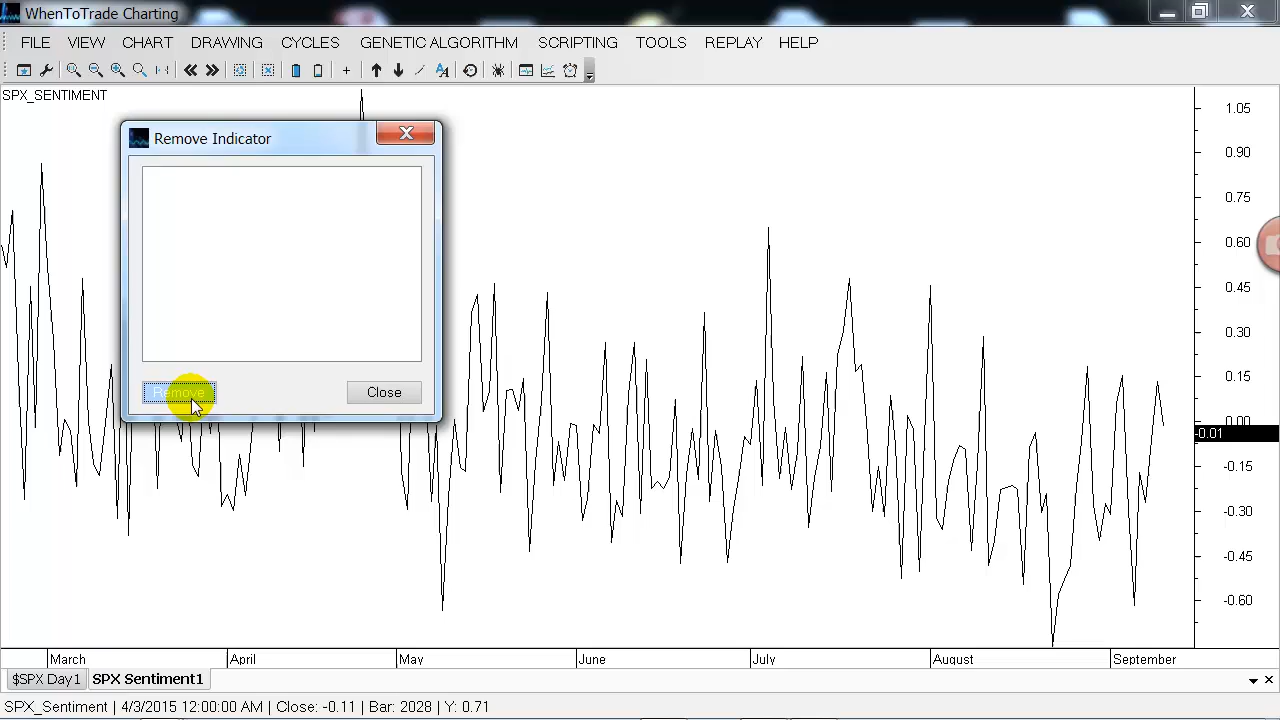 WhenToTrade Charting
FILE VIEW CHART DRAWING CYCLES GENETIC ALGORITHM SCRIPTING TOOLS REPLAY HELP
SPX_SENTIMENT
Remove Indicator
Remove Close
1.05
0.90
0.75
0.60
0.45
0.30
0.15
0.00
-0.01
-0.15
-0.30
-0.45
-0.60
March April May June July August September
$SPX Day1 SPX Sentiment1
SPX_Sentiment | 4/3/2015 12:00:00 AM | Close: -0.11 | Bar: 2028 | Y: 0.71